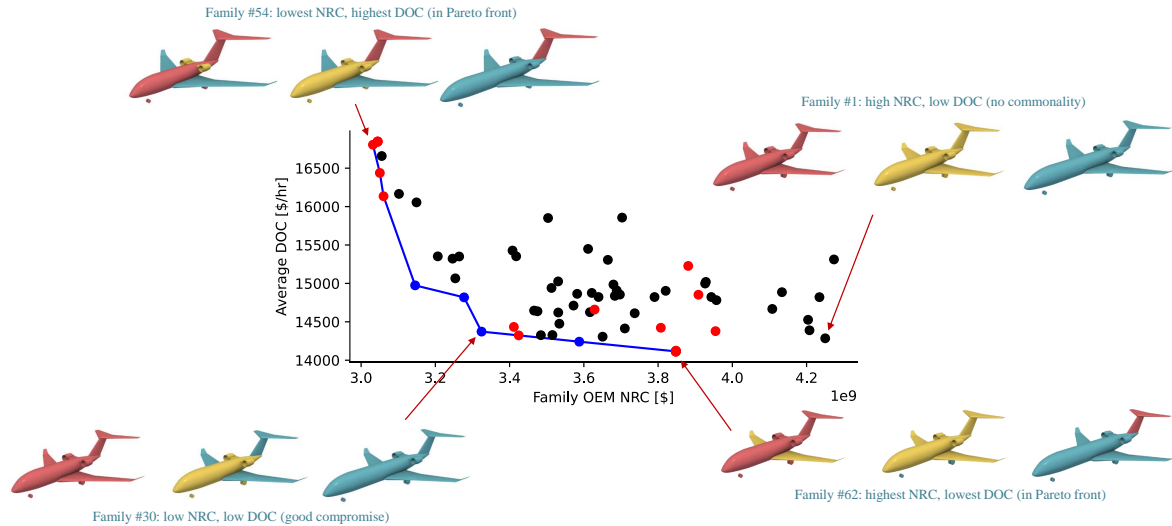 Family #54: lowest NRC, highest DOC (in Pareto front)
Family #1: high NRC, low DOC (no commonality)
Average DOC [$/hr]
16500
16000
15500
15000
14500
14000
3.0 3.2 3.4 3.6 3.8 4.0 4.2
1e9
Family OEM NRC [$]
Family #62: highest NRC, lowest DOC (in Pareto front)
Family #30: low NRC, low DOC (good compromise)